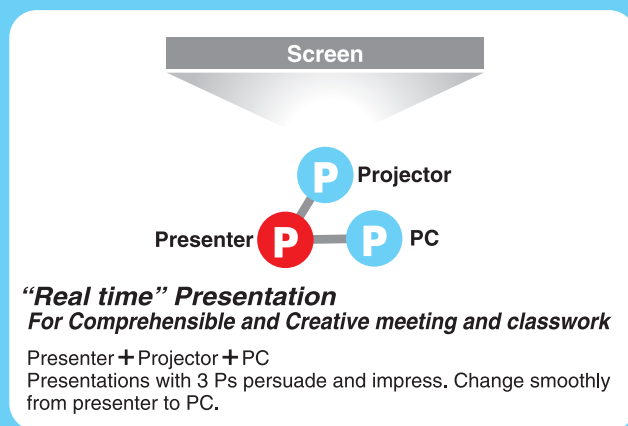 Screen
P Projector
Presenter P P PC
“Real time” Presentation
For Comprehensible and Creative meeting and classwork
Presenter+Projector+PC
Presentations with 3 Ps persuade and impress. Change smoothly
from presenter to PC.